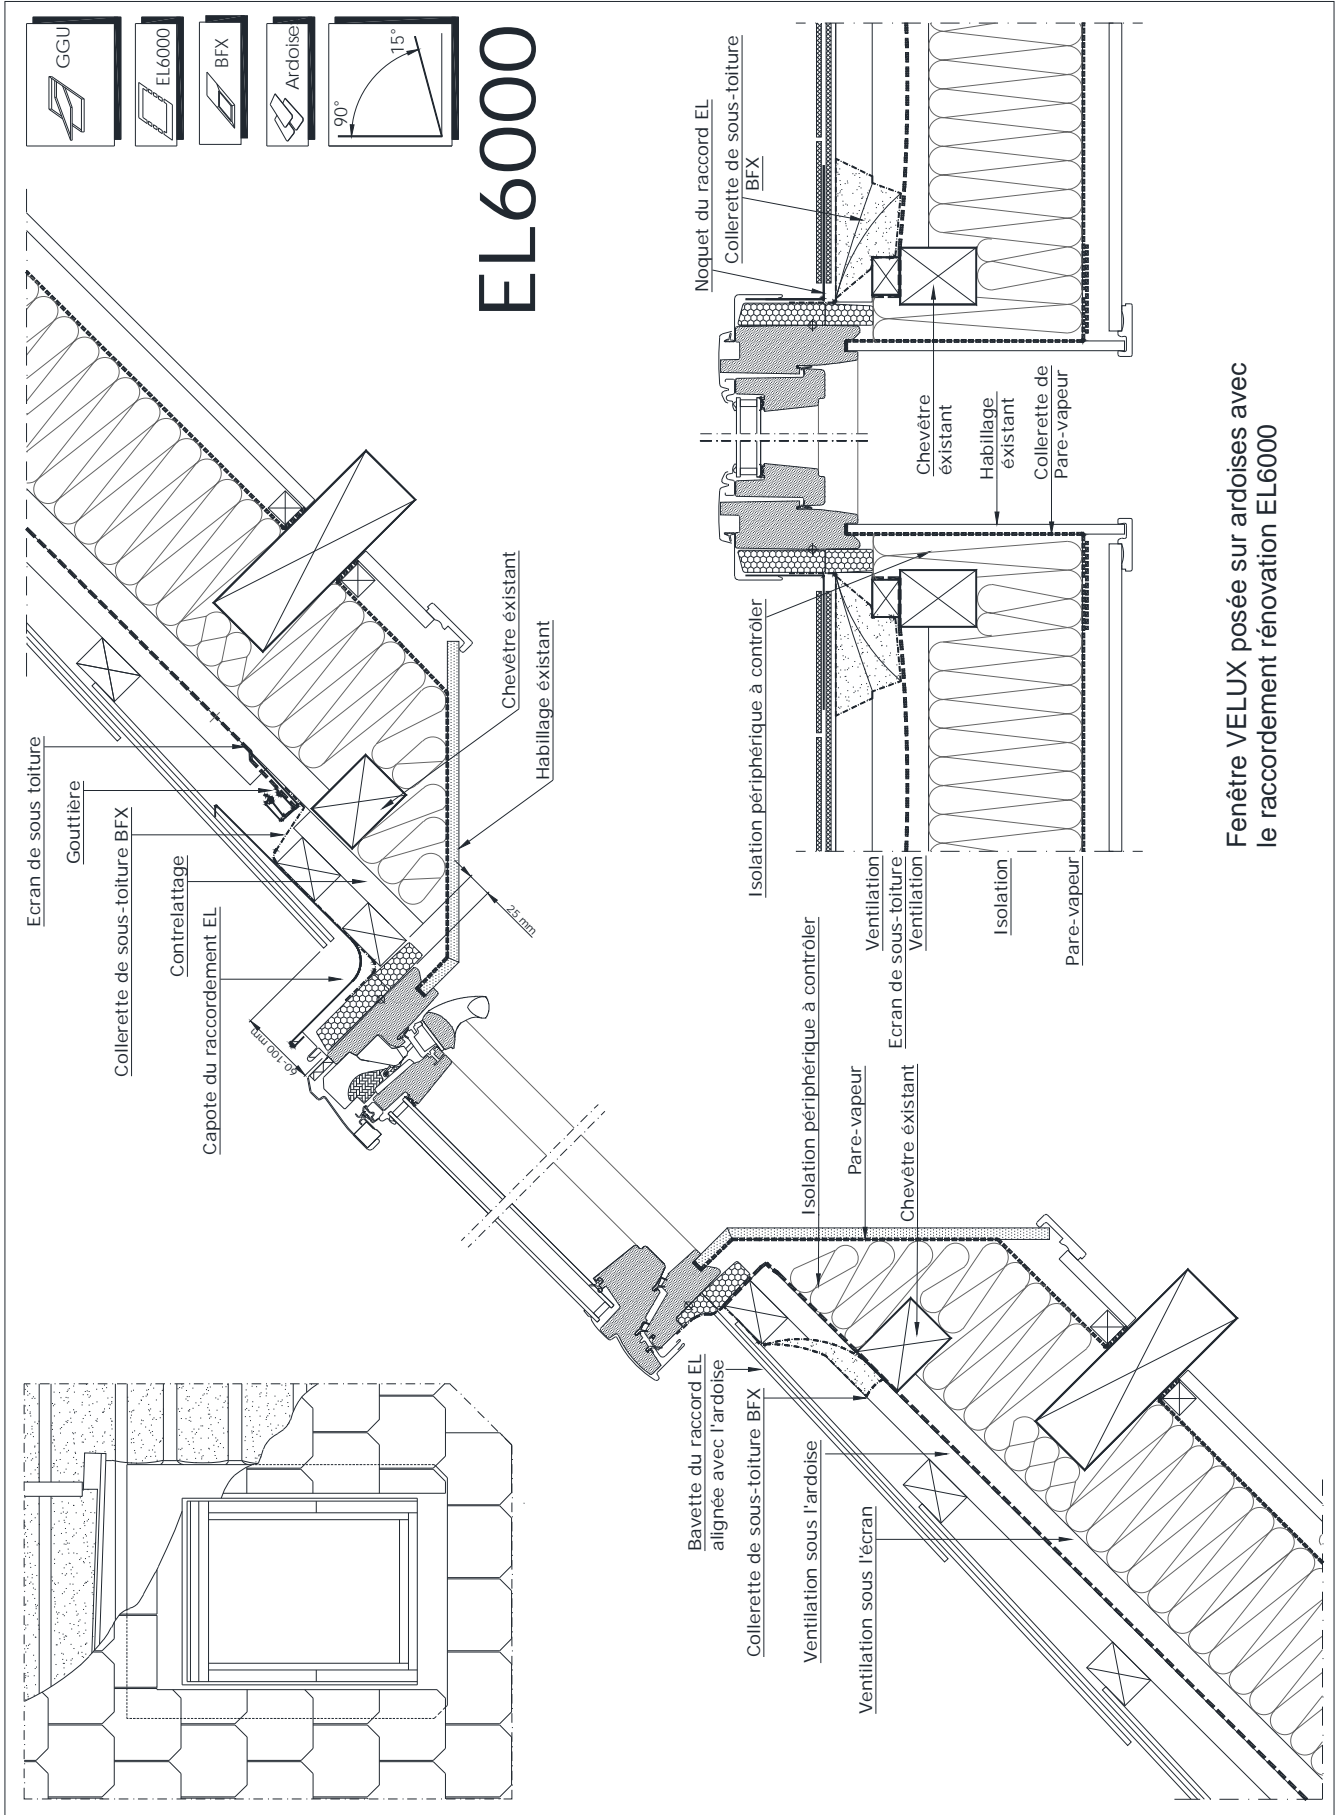 GGU
EL6000
BFX
Ardoise
90°
15°
EL6000
Ecran de sous toiture
Gouttière
Collerette de sous-toiture BFX
Contrelattage
Capote du raccordement EL
60-100 mm
25 mm
Chevêtre éxistant
Habillage éxistant
Noquet du raccord EL
Collerette de sous-toiture
BFX
Chevêtre
éxistant
Habillage
éxistant
Collerette de
Pare-vapeur
Isolation périphérique à contrôler
Ventilation
Ecran de sous-toiture
Ventilation
Isolation
Pare-vapeur
Isolation périphérique à contrôler
Pare-vapeur
Chevêtre éxistant
Bavette du raccord EL
alignée avec l'ardoise
Collerette de sous-toiture BFX
Ventilation sous l'ardoise
Ventilation sous l'écran
Fenêtre VELUX posée sur ardoises avec
le raccordement rénovation EL6000